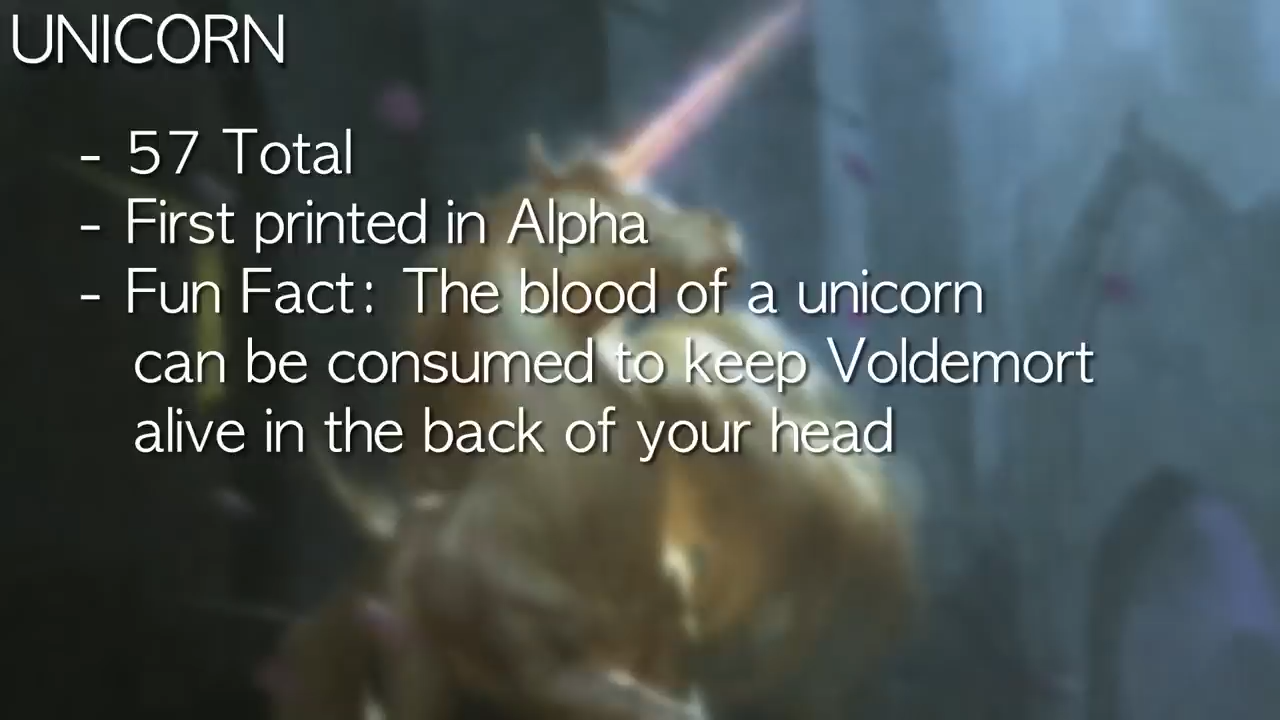 UNICORN
- 57 Total
- First printed in Alpha
- Fun Fact: The blood of a unicorn
can be consumed to keep Voldemort
alive in the back of your head